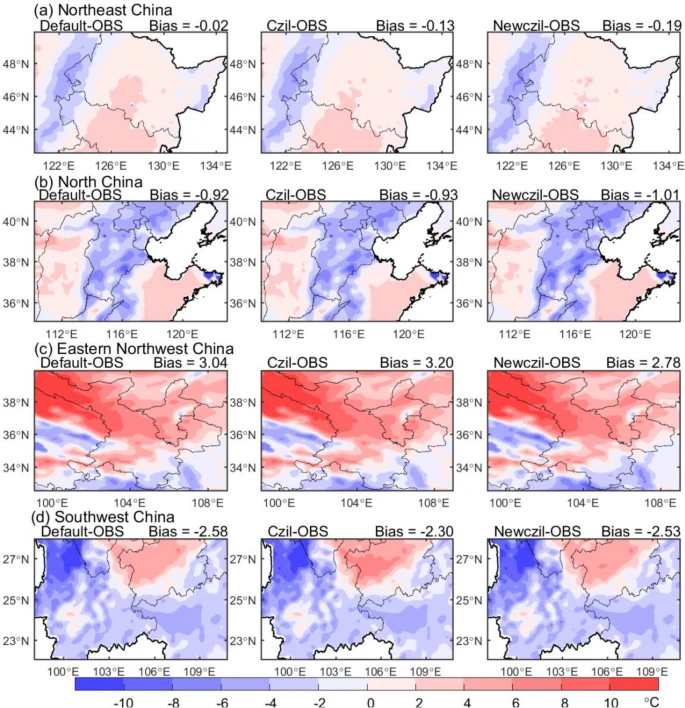 (a) Northeast China
Default-OBS Bias = -0.02 Czil-OBS Bias = -0.13 Newczil-OBS Bias = -0.19
48°N 48°N 48°N
46°N 46°N 46°N
44°N 44°N 44°N
122°E 126°E 130°E 134°E 122°E 126°E 130°E 134°E 122°E 126°E 130°E 134°E
(b) North China
Default-OBS Bias = -0.92 Czil-OBS Bias = -0.93 Newczil-OBS Bias = -1.01
40°N 40°N 40°N
38°N 38°N 38°N
36°N 36°N 36°N
112°E 116°E 120°E 112°E 116°E 120°E 112°E 116°E 120°E
(c) Eastern Northwest China
Default-OBS Bias = 3.04 Czil-OBS Bias = 3.20 Newczil-OBS Bias = 2.78
38°N 38°N 38°N
36°N 36°N 36°N
34°N 34°N 34°N
100°E 104°E 108°E 100°E 104°E 108°E 100°E 104°E 108°E
(d) Southwest China
Default-OBS Bias = -2.58 Czil-OBS Bias = -2.30 Newczil-OBS Bias = -2.53
27°N 27°N 27°N
25°N 25°N 25°N
23°N 23°N 23°N
100°E 103°E 106°E 109°E 100°E 103°E 106°E 109°E 100°E 103°E 106°E 109°E
-10 -8 -6 -4 -2 0 2 4 6 8 10 °C